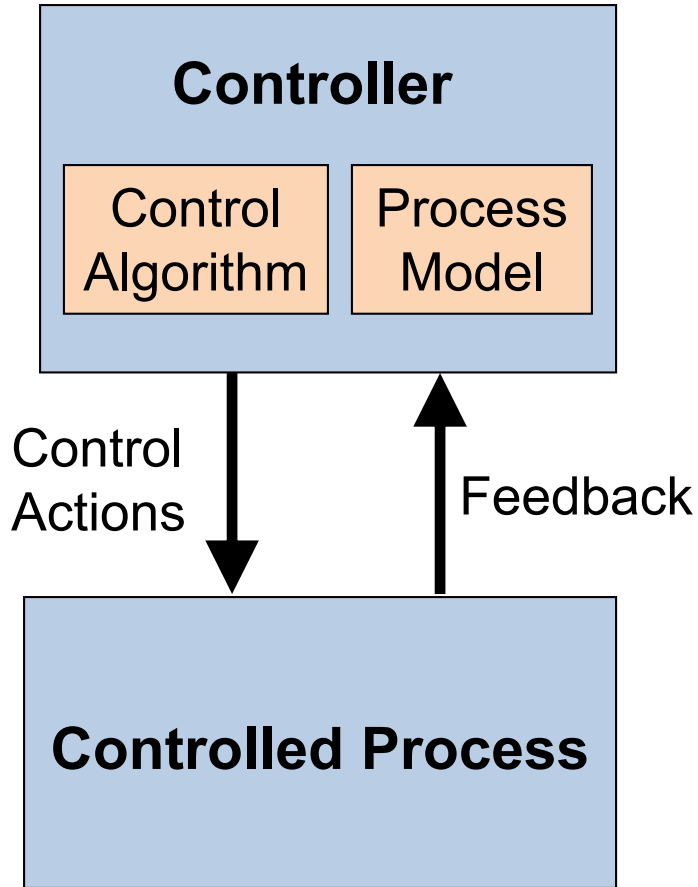 Controller
Control
Algorithm
Process
Model
Control
Actions
Feedback
Controlled Process